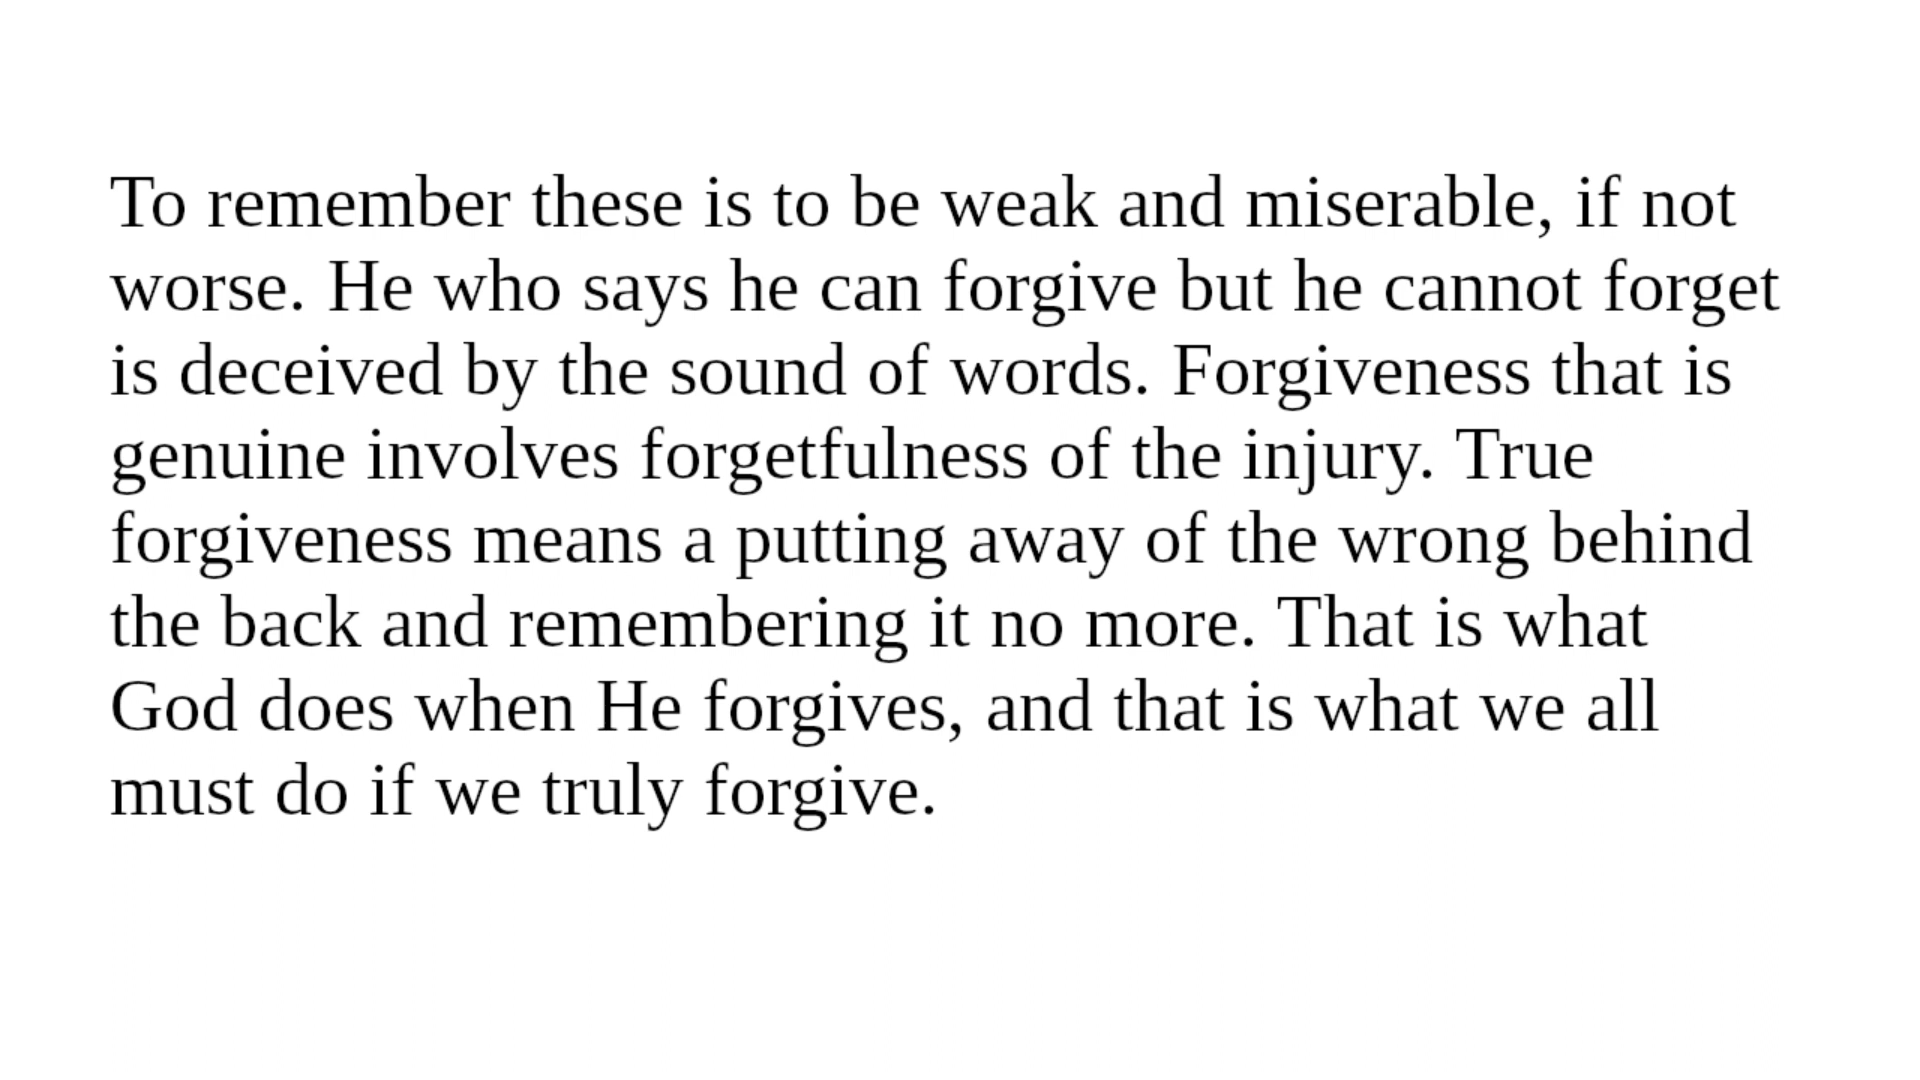 To remember these is to be weak and miserable, if not
worse. He who says he can forgive but he cannot forget
is deceived by the sound of words. Forgiveness that is
genuine involves forgetfulness of the injury. True
forgiveness means a putting away of the wrong behind
the back and remembering it no more. That is what
God does when He forgives, and that is what we all
must do if we truly forgive.